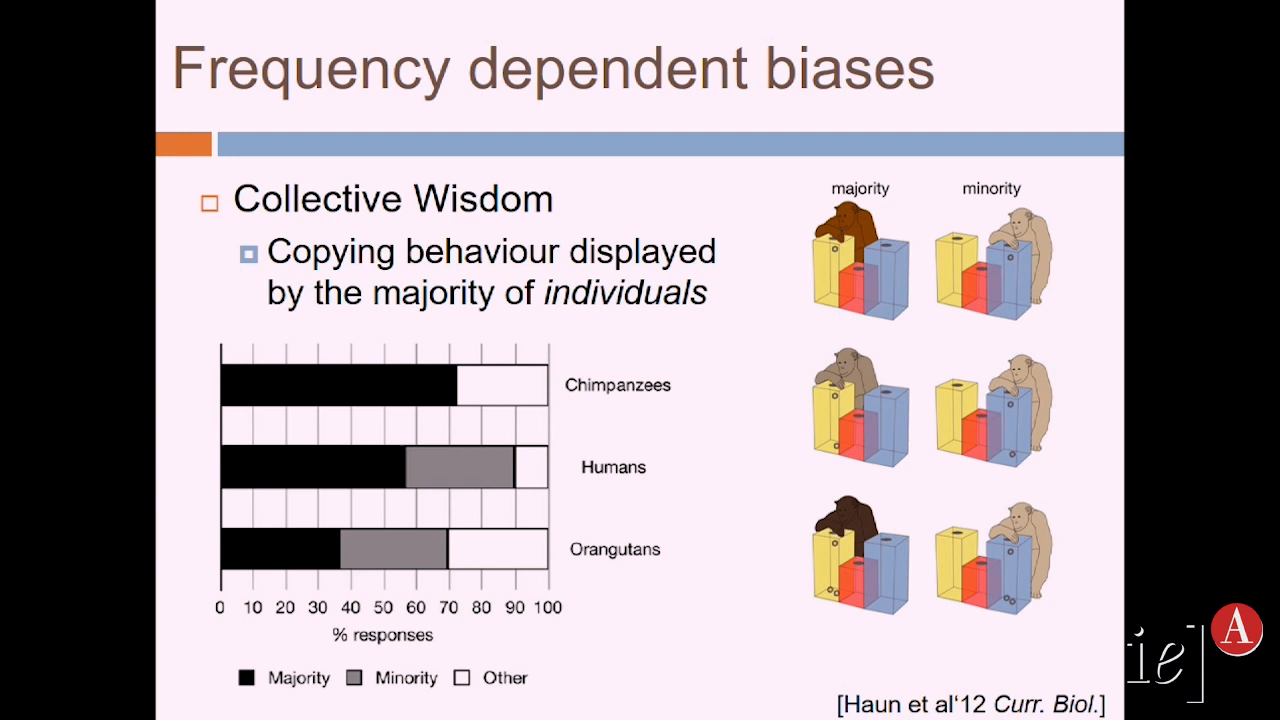 Frequency dependent biases
Collective Wisdom
Copying behaviour displayed
by the majority of individuals
majority minority
Chimpanzees
Humans
Orangutans
0 10 20 30 40 50 60 70 80 90 100
% responses
Majority Minority Other
[Haun et al‘12 Curr. Biol.]
ie]
A